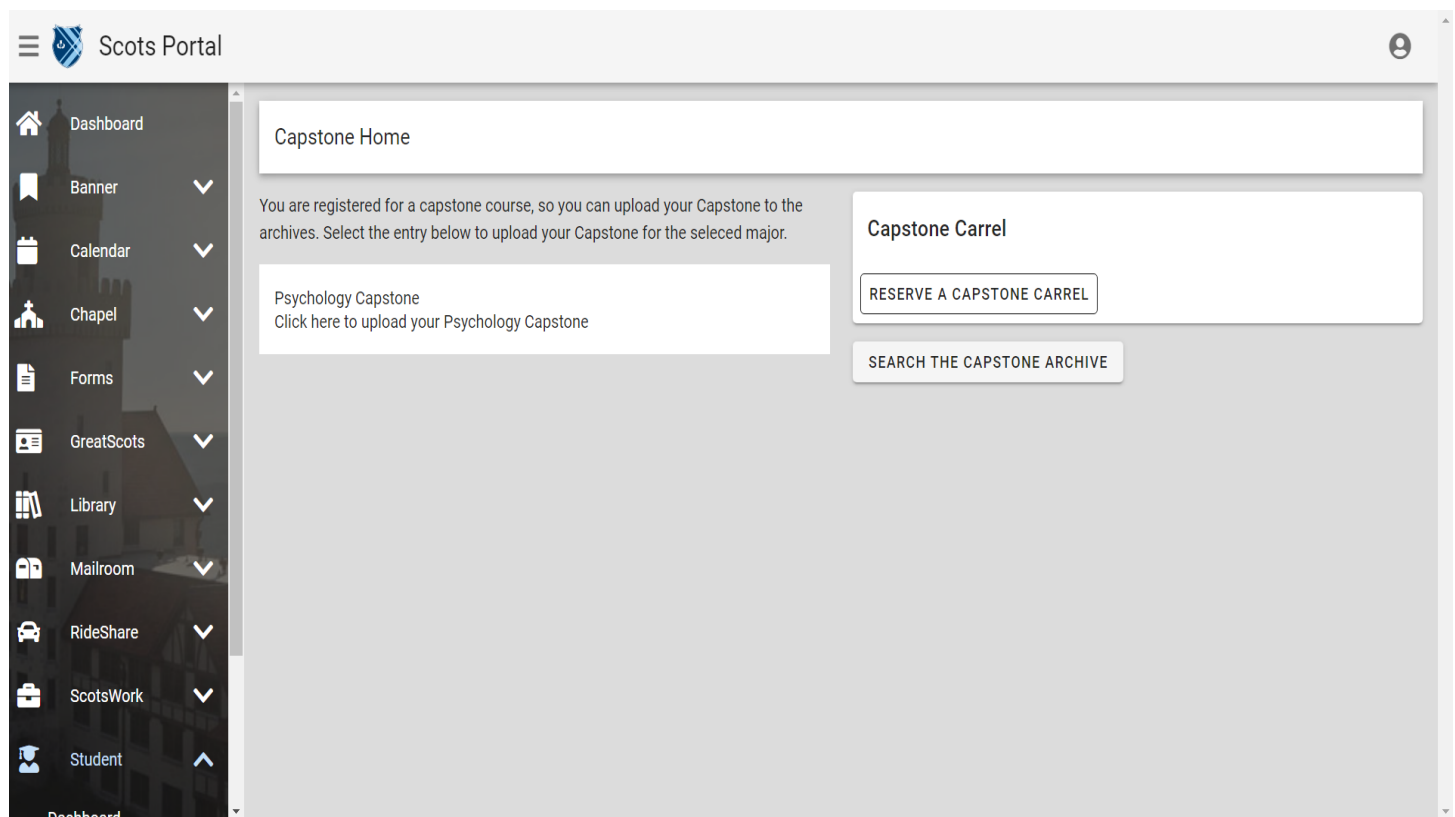 Scots Portal
Dashboard
Banner
Calendar
Chapel
Forms
GreatScots
Library
Mailroom
RideShare
ScotsWork
Student
Dashboard
Capstone Home
You are registered for a capstone course, so you can upload your Capstone to the
archives. Select the entry below to upload your Capstone for the seleced major.
Psychology Capstone
Click here to upload your Psychology Capstone
Capstone Carrel
RESERVE A CAPSTONE CARREL
SEARCH THE CAPSTONE ARCHIVE